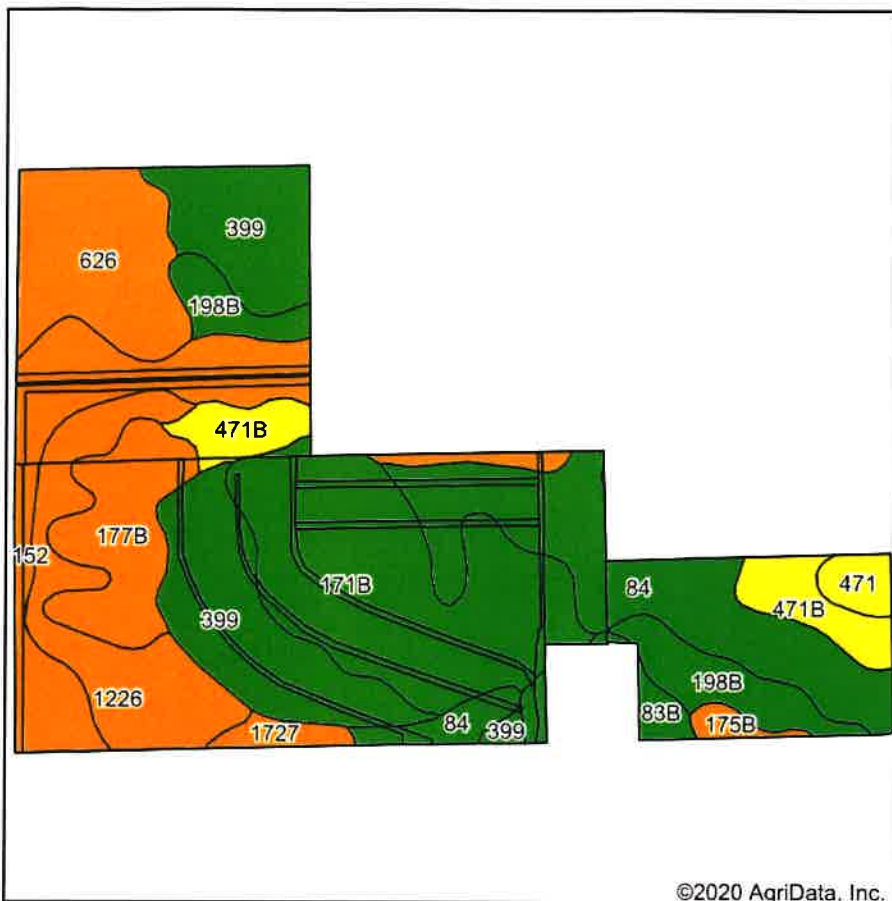 399
626
198B
471B
177B
152
171B
84
471
471B
399
198B
1226
83B
84
175B
399
1727
©2020 AgriData, Inc.